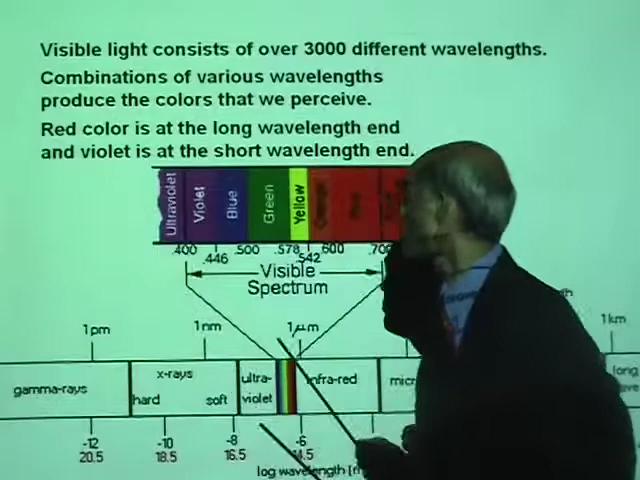 Visible light consists of over 3000 different wavelengths.
Combinations of various wavelengths
produce the colors that we perceive.
Red color is at the long wavelength end
and violet is at the short wavelength end.
Ultraviolet Violet Blue Green Yellow Orange Red
.400 .446 .500 .578 .542 .600 .700
Visible
Spectrum
1pm 1nm 1μm 1km
gamma-rays x-rays ultra- infra-red long
hard soft violet
-12 -10 -8 -6
20.5 18.5 16.5 14.5
log wavelength